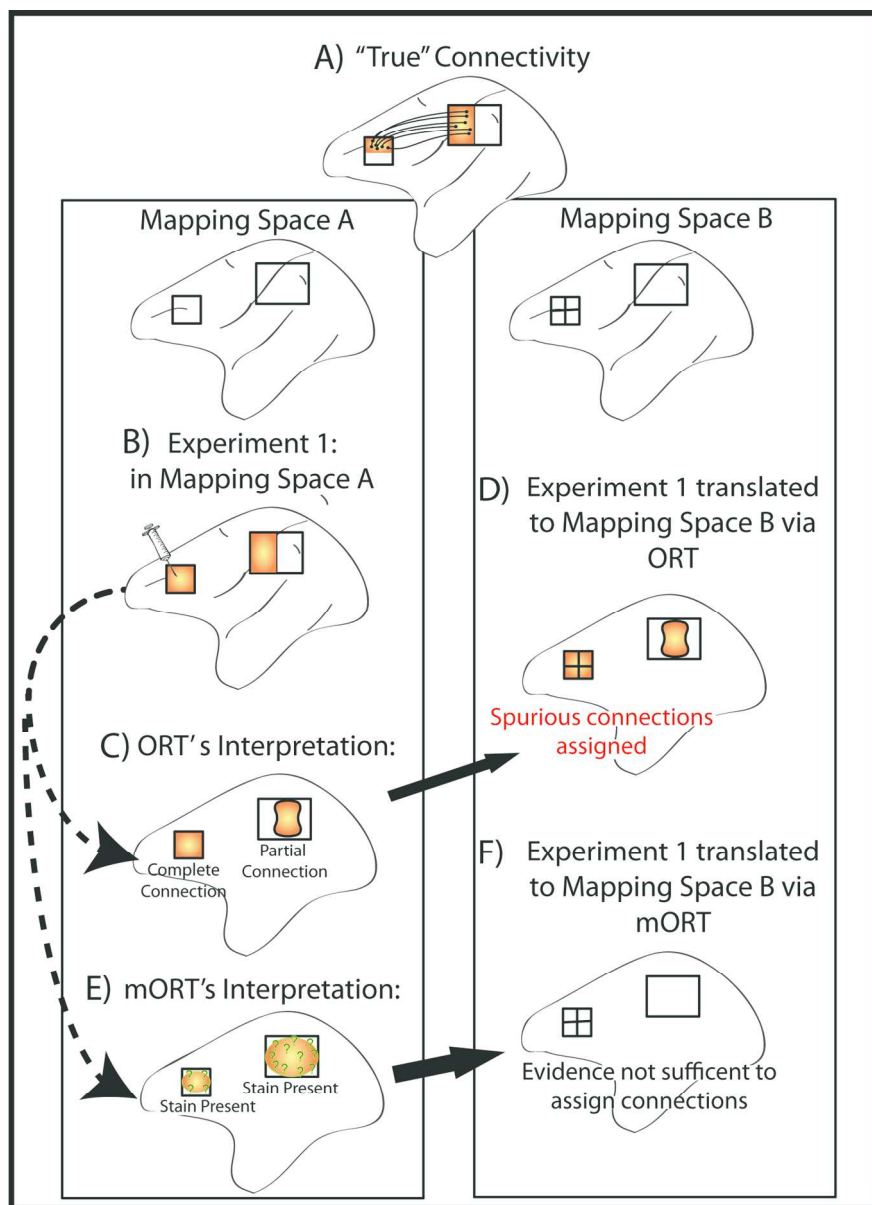 A) “True” Connectivity
Mapping Space A
Mapping Space B
B) Experiment 1:
in Mapping Space A
D) Experiment 1 translated
to Mapping Space B via
ORT
Spurious connections
assigned
C) ORT’s Interpretation:
Complete
Connection
Partial
Connection
F) Experiment 1 translated
to Mapping Space B via
mORT
E) mORT’s Interpretation:
? ? ? ? ? ? ? ?
Stain Present
Stain Present
Evidence not sufficent to
assign connections